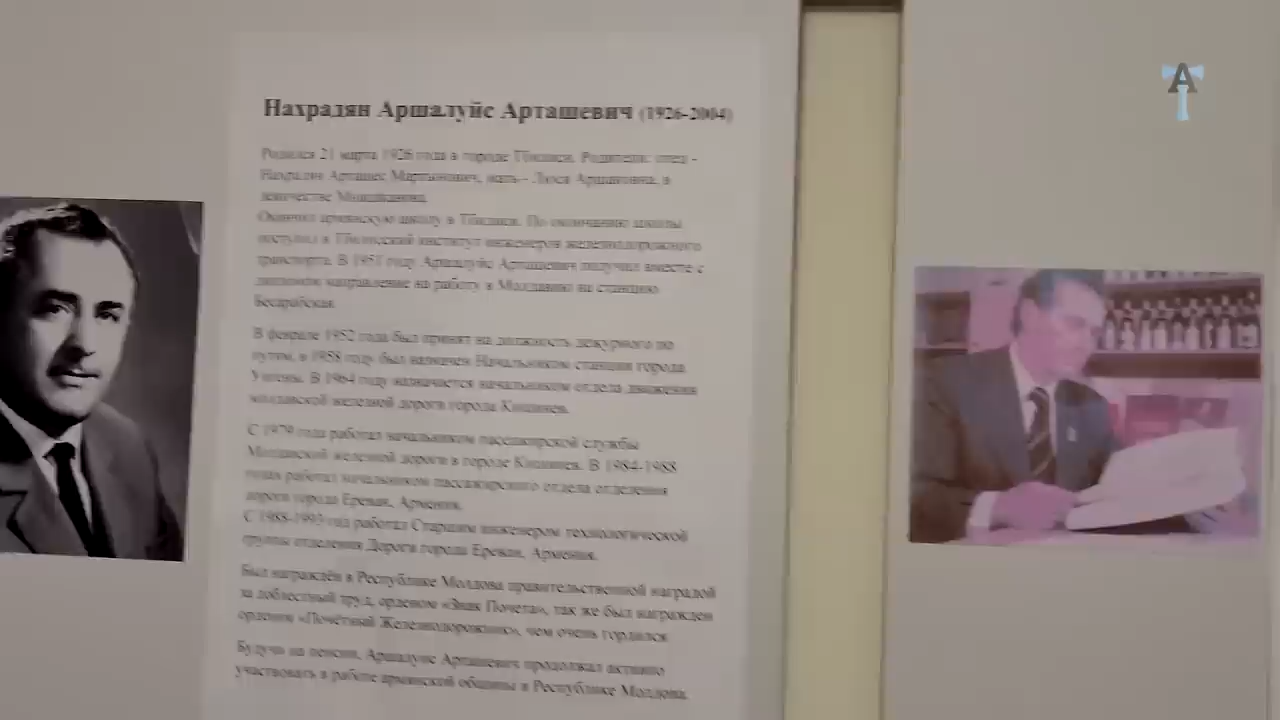 Нахрадян Аршалуйс Арташевич (1926-2004)
Родился 21 марта 1926 года в городе Тбилиси. Родители: отец -
Нахрадян Арташес Мартынович, мать - Люся Аршаковна, в
девичестве
Окончил армянскую школу в Тбилиси. По окончанию школы
поступил в Тбилисский институт инженеров железнодорожного
транспорта. В 1951 году Аршалуйс Арташевич получил вместе с
дипломом направление на работу в Молдавию на станцию
Бесарабская.
В феврале 1952 года был принят на должность дежурного по
путям, в 1958 году был назначен Начальником станции города
Унгены. В 1964 году назначается начальником отдела движения
молдавской железной дороги города Кишинев.
С 1979 года работал начальником пассажирской службы
Молдавской железной дороги в городе Кишинев. В 1984-1988
годах работал начальником пассажирского отдела отделения
дороги города Ереван, Армения.
С 1988-1993 год работал Старшим инженером технологической
группы отделения Дороги города Ереван, Армения.
Был награждён в Республике Молдова правительственной наградой
за доблестный труд, орденом «Знак Почета», так же был награжден
орденом «Почётный Железнодорожник», чем очень гордился
Будучи на пенсии, Аршалуйс Арташевич продолжал активно
участвовать в работе армянской общины в Республике Молдова.